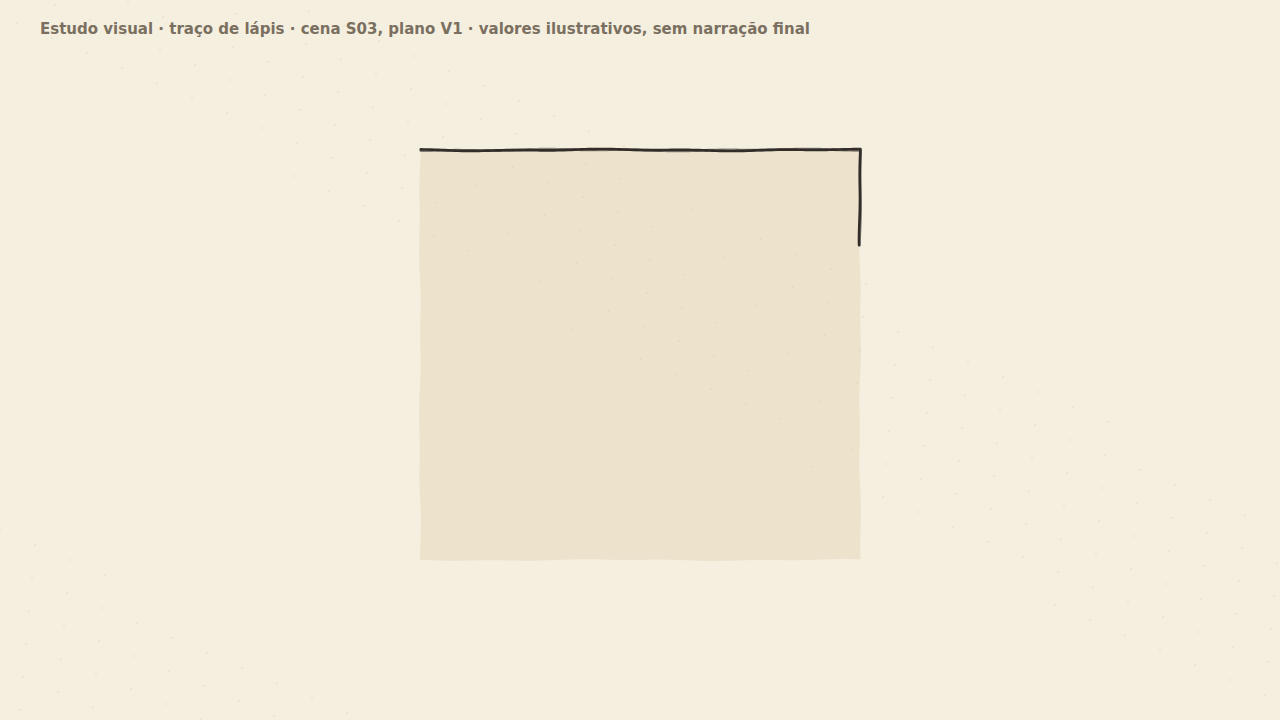 Estudo visual · traço de lápis · cena S03, plano V1 · valores ilustrativos, sem narração final